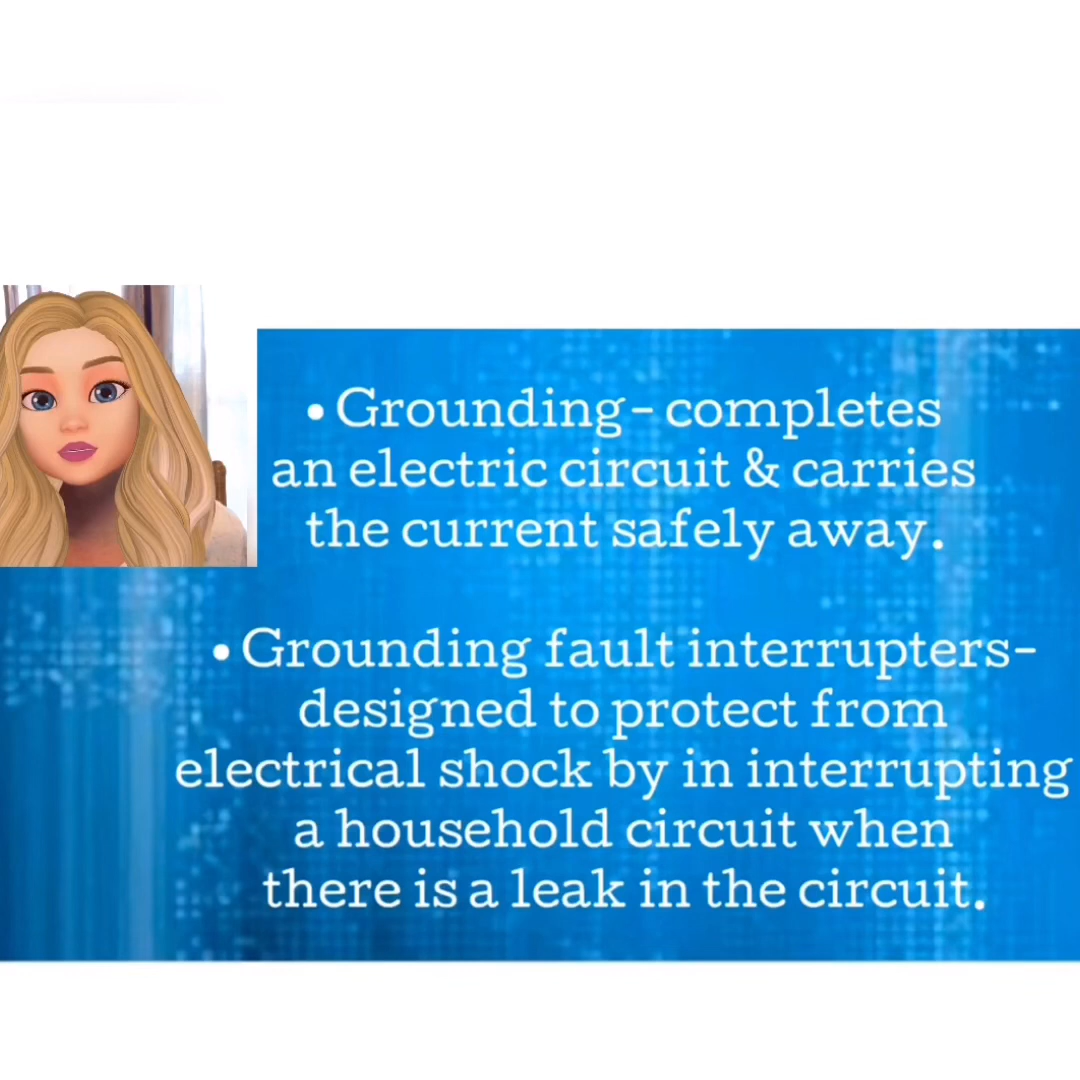 • Grounding- completes
an electric circuit & carries
the current safely away.
• Grounding fault interrupters-
designed to protect from
electrical shock by in interrupting
a household circuit when
there is a leak in the circuit.